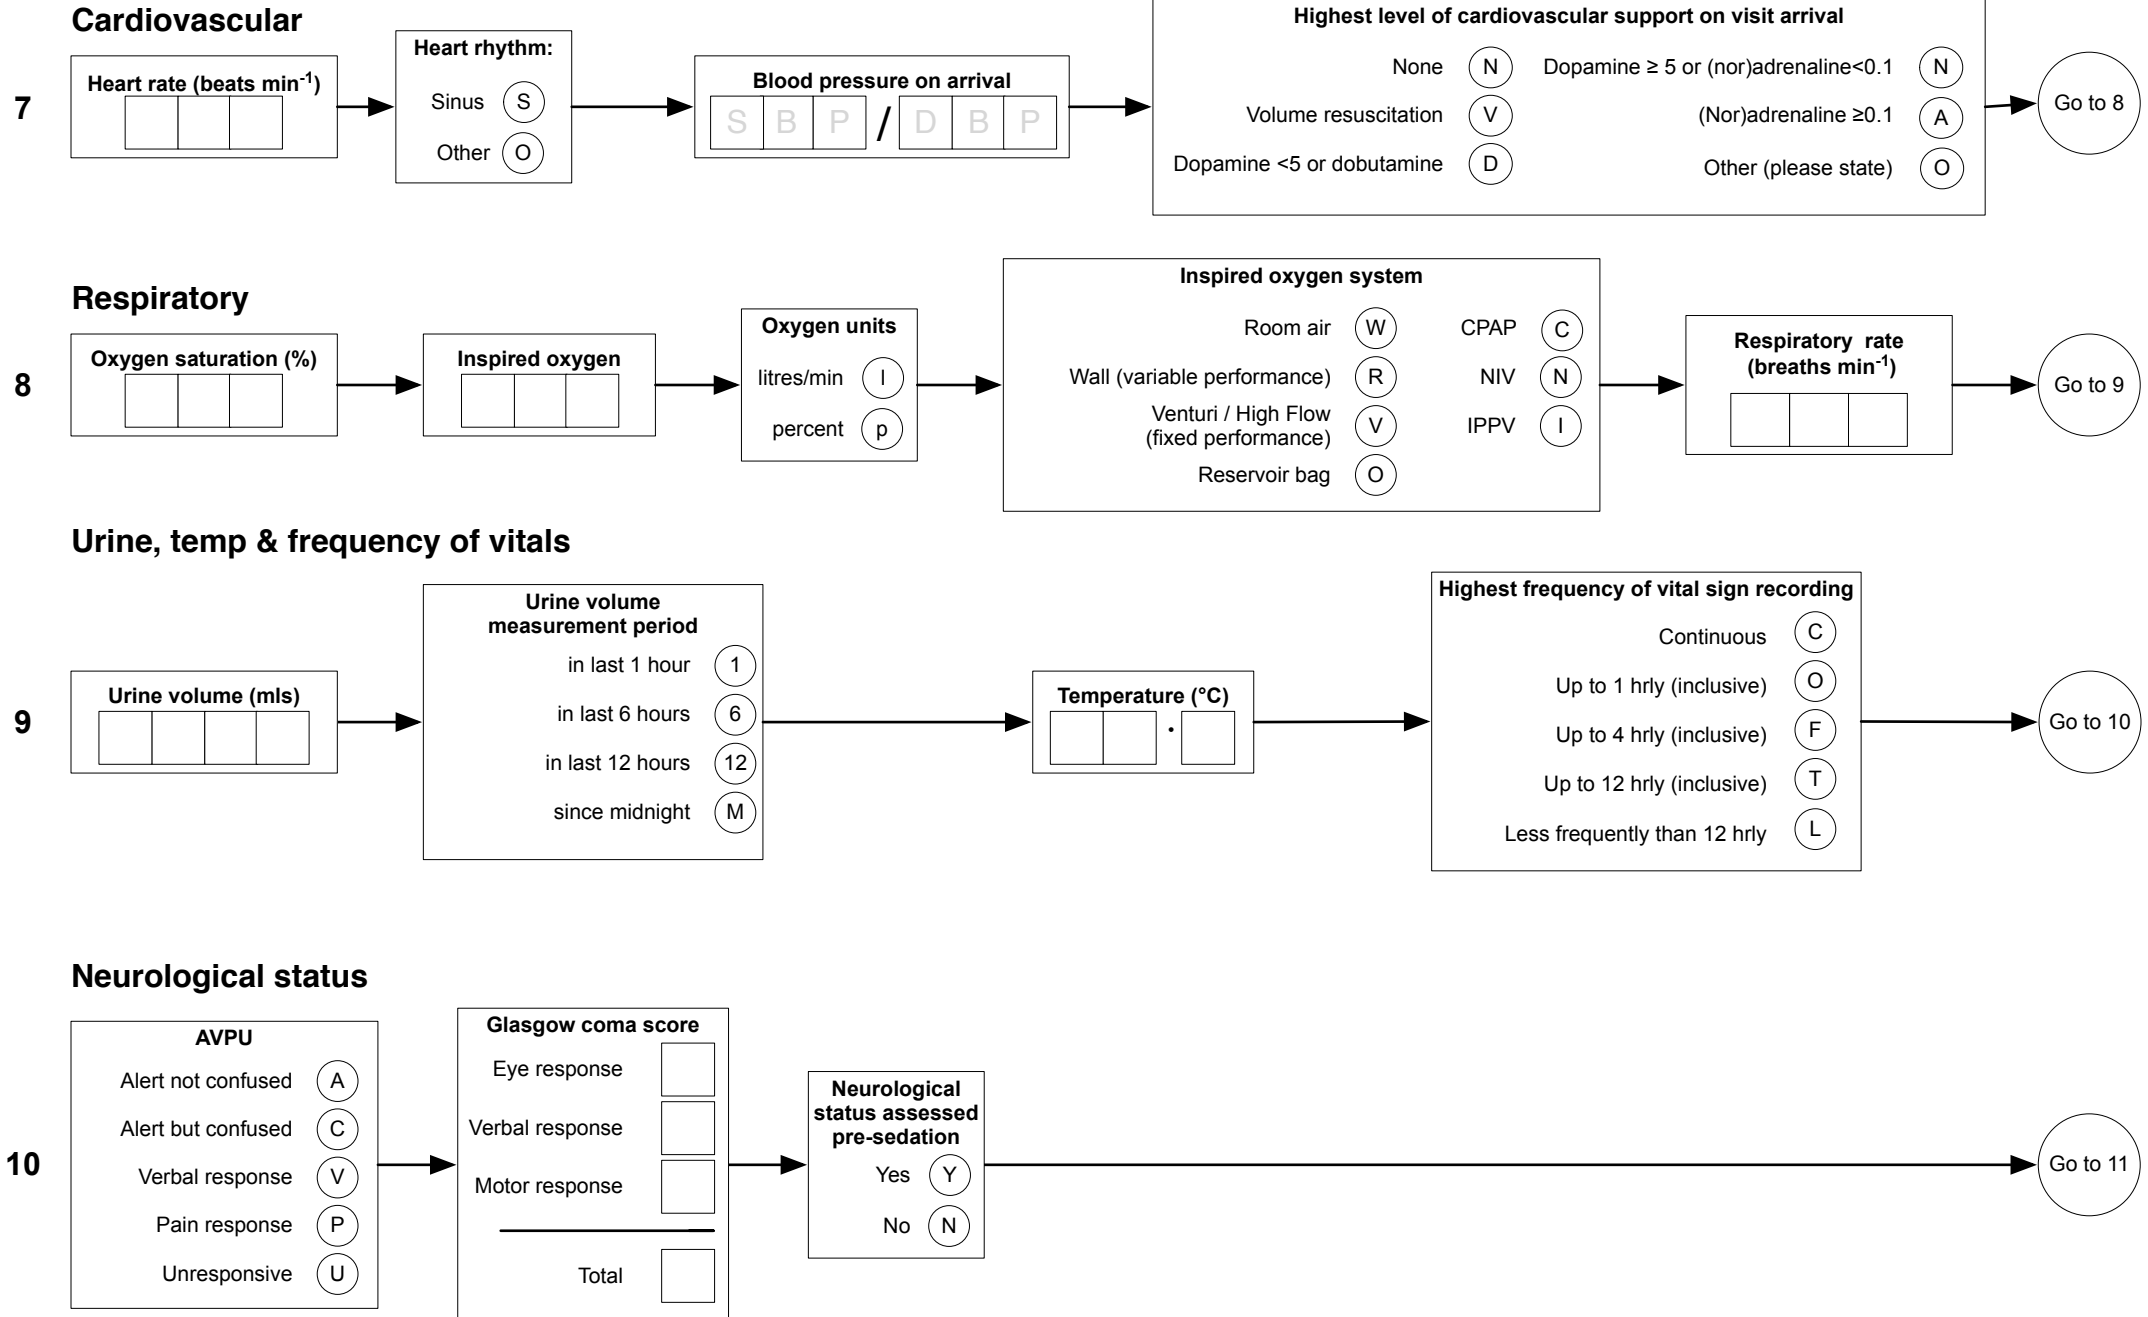 Cardiovascular
7
Heart rate (beats min-1)
Heart rhythm:
Sinus S
Other O
Blood pressure on arrival
S B P / D B P
Highest level of cardiovascular support on visit arrival
None N Dopamine ≥ 5 or (nor)adrenaline<0.1 N
Volume resuscitation V (Nor)adrenaline ≥0.1 A
Dopamine <5 or dobutamine D Other (please state) O
Go to 8
Respiratory
8
Oxygen saturation (%)
Inspired oxygen
Oxygen units
litres/min l
percent p
Inspired oxygen system
Room air W CPAP C
Wall (variable performance) R NIV N
Venturi / High Flow
(fixed performance) V IPPV I
Reservoir bag O
Respiratory rate
(breaths min-1)
Go to 9
Urine, temp & frequency of vitals
9
Urine volume (mls)
Urine volume
measurement period
in last 1 hour 1
in last 6 hours 6
in last 12 hours 12
since midnight M
Temperature (°C)
.
Highest frequency of vital sign recording
Continuous C
Up to 1 hrly (inclusive) O
Up to 4 hrly (inclusive) F
Up to 12 hrly (inclusive) T
Less frequently than 12 hrly L
Go to 10
Neurological status
10
AVPU
Alert not confused A
Alert but confused C
Verbal response V
Pain response P
Unresponsive U
Glasgow coma score
Eye response
Verbal response
Motor response
Total
Neurological
status assessed
pre-sedation
Yes Y
No N
Go to 11